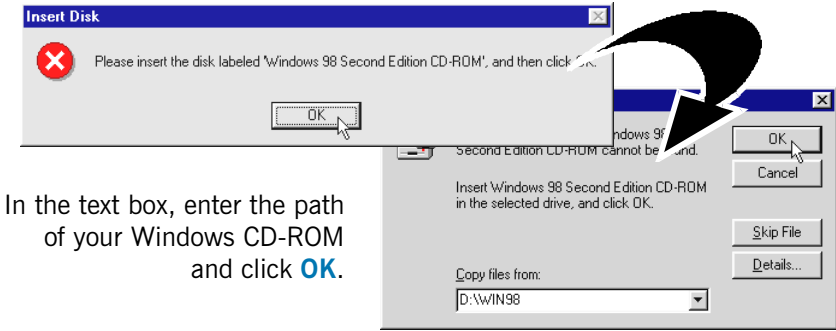 Insert Disk
Please insert the disk labeled 'Windows 98 Second Edition CD-ROM', and then click OK.
OK
Second Edition CD-ROM cannot be
Insert Windows 98 Second Edition CD-ROM
in the selected drive, and click OK.
Copy files from:
D:\WIN98
OK
Cancel
Skip File
Details...
In the text box, enter the path
of your Windows CD-ROM
and click OK.